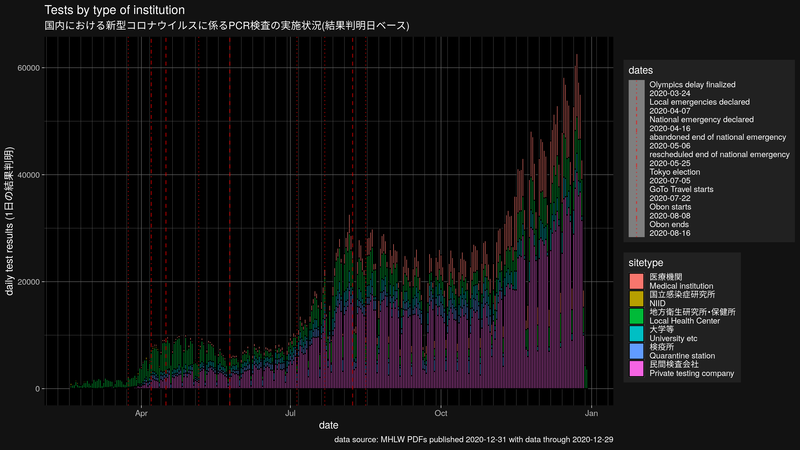 Tests by type of institution
国内における新型コロナウイルスに係るPCR検査の実施状況(結果判明日ベース)
daily test results (1日の結果判明)
60000
40000
20000
0
Apr
Jul
Oct
Jan
date
data source: MHLW PDFs published 2020-12-31 with data through 2020-12-29
dates
Olympics delay finalized
2020-03-24
Local emergencies declared
2020-04-07
National emergency declared
2020-04-16
abandoned end of national emergency
2020-05-06
rescheduled end of national emergency
2020-05-25
Tokyo election
2020-07-05
GoTo Travel starts
2020-07-22
Obon starts
2020-08-08
Obon ends
2020-08-16
sitetype
医療機関
Medical institution
国立感染症研究所
NIID
地方衛生研究所・保健所
Local Health Center
大学等
University etc
検疫所
Quarantine station
民間検査会社
Private testing company